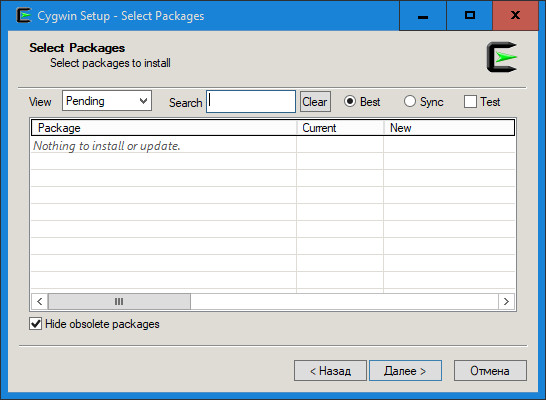 Cygwin Setup - Select Packages
Select Packages
Select packages to install
View Pending Search Clear Best Sync Test
Package Current New
Nothing to install or update.
Hide obsolete packages
< Назад Далее > Отмена